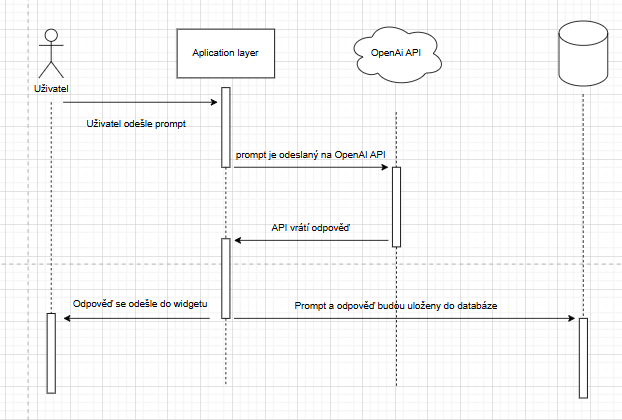 Aplication layer
OpenAi API
Uživatel
Uživatel odešle prompt
prompt je odeslaný na OpenAI API
API vrátí odpověď
Odpověď se odešle do widgetu
Prompt a odpověď budou uloženy do databáze